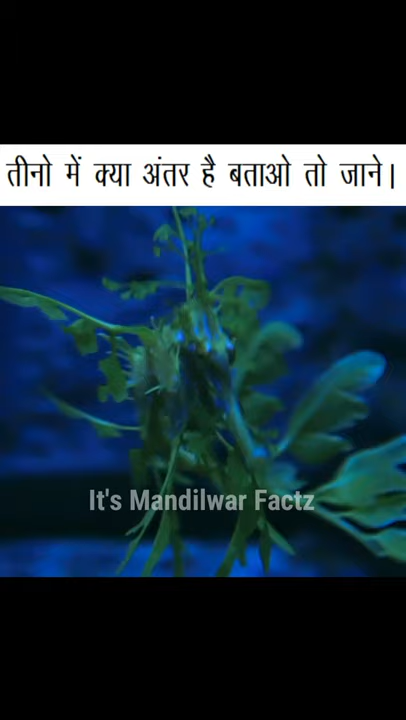 तीनो में क्या अंतर है बताओ तो जाने।
It's Mandilwar Factz